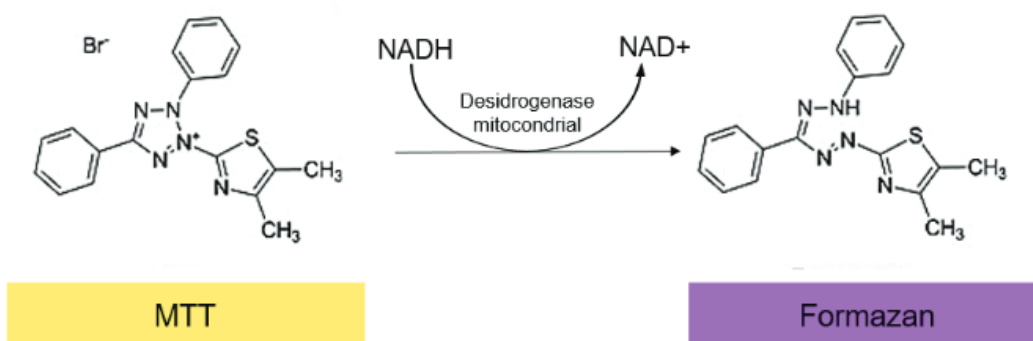 Br-
NADH
NAD+
Desidrogenase
mitocondrial
N
N
N
N+
S
N
CH3
CH3
N
NH
N
N
S
N
CH3
CH3
MTT
Formazan